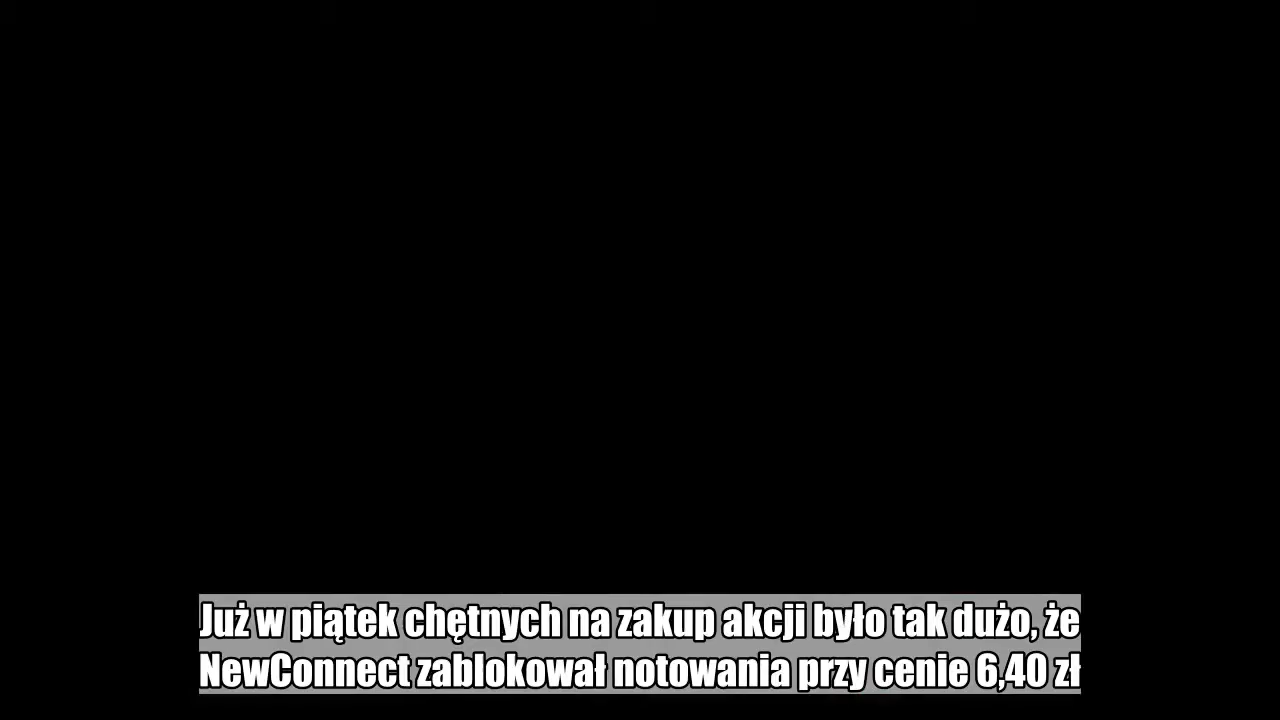 Już w piątek chętnych na zakup akcji było tak dużo, że
NewConnect zablokował notowania przy cenie 6,40 zł